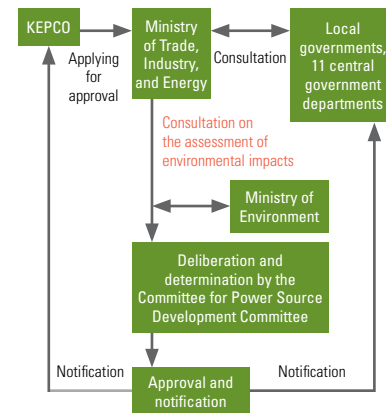 KEPCO
Applying
for
approval
Ministry
of Trade,
Industry,
and Energy
Consultation
Local
governments,
11 central
government
departments
Consultation on
the assessment of
environmental impacts
Ministry of
Environment
Deliberation and
determination by the
Committee for Power Source
Development Committee
Notification
Approval and
notification
Notification